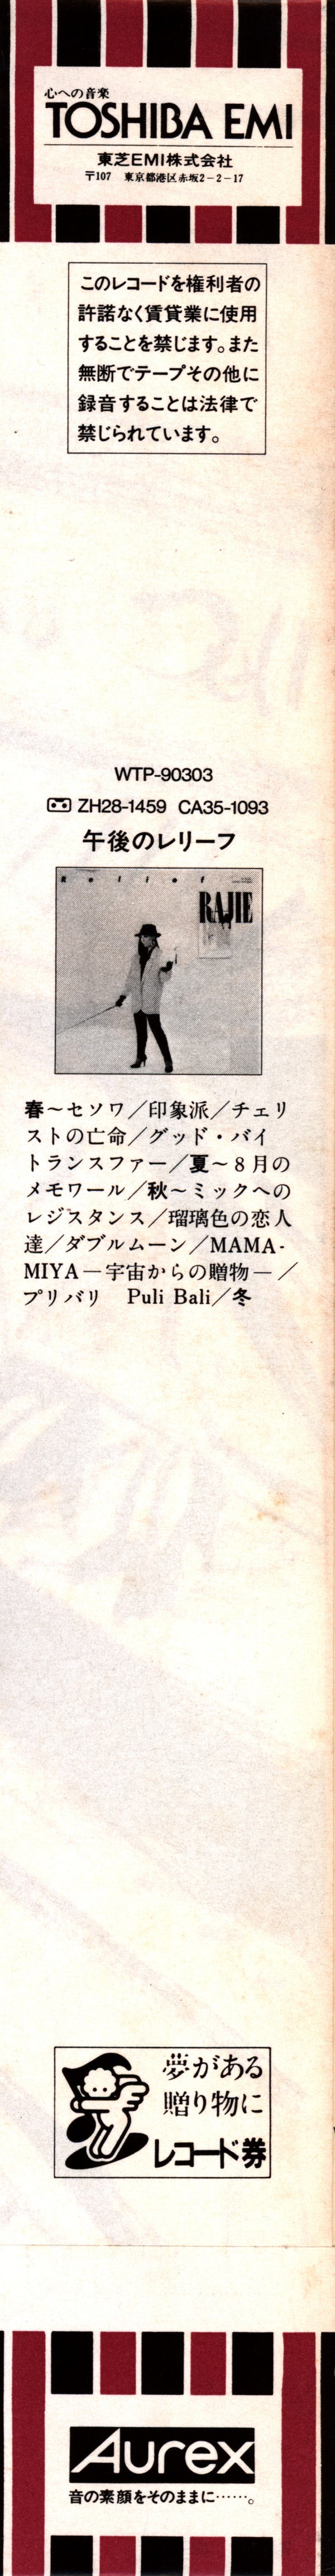 心への音楽
TOSHIBA EMI
東芝EMI株式会社
〒107 東京都港区赤坂2-2-17
このレコードを権利者の
許諾なく賃貸業に使用
することを禁じます。また
無断でテープその他に
録音することは法律で
禁じられています。
WTP-90303
ZH28-1459 CA35-1093
午後のレリーフ
Relief
RAJIE
春〜セソワ／印象派／チェリ
ストの亡命／グッド・バイ
トランスファー／夏〜8月の
メモワール／秋〜ミックへの
レジスタンス／瑠璃色の恋人
達／ダブルムーン／MAMA-
MIYA—宇宙からの贈物—／
プリバリ Puli Bali／冬
夢がある
贈り物に
レコード券
Aurex
音の素顔をそのままに……。